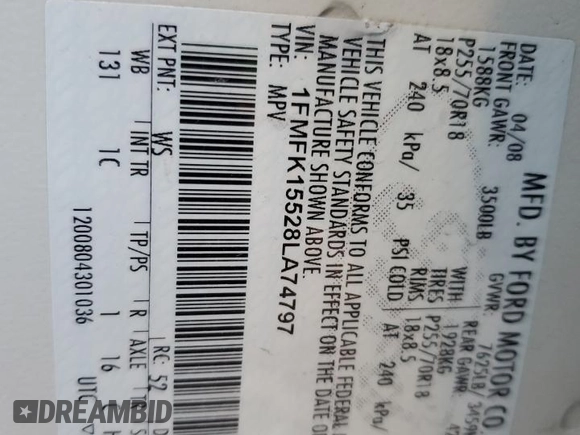 MFD. BY FORD MOTOR CO.
DATE: 04/08 GVWR: 7625LB/
FRONT GAWR: 3500LB REAR GAWR:
1588KG WITH 1928KG
P255/70R18 TIRES P255/70R18
18x8.5 RIMS 18x8.5
AT 240 kPa/ 35 PSI COLD AT 240 kPa/
THIS VEHICLE CONFORMS TO ALL APPLICABLE FEDERAL
VEHICLE SAFETY STANDARDS IN EFFECT ON THE DATE OF
MANUFACTURE SHOWN ABOVE.
VIN: 1FMFK15528LA74797
TYPE: MPV
EXT PNT: WS RC: 52
WB INT TR TP/PS R AXLE
131 1C 1 16
1200804301036
DREAMBID